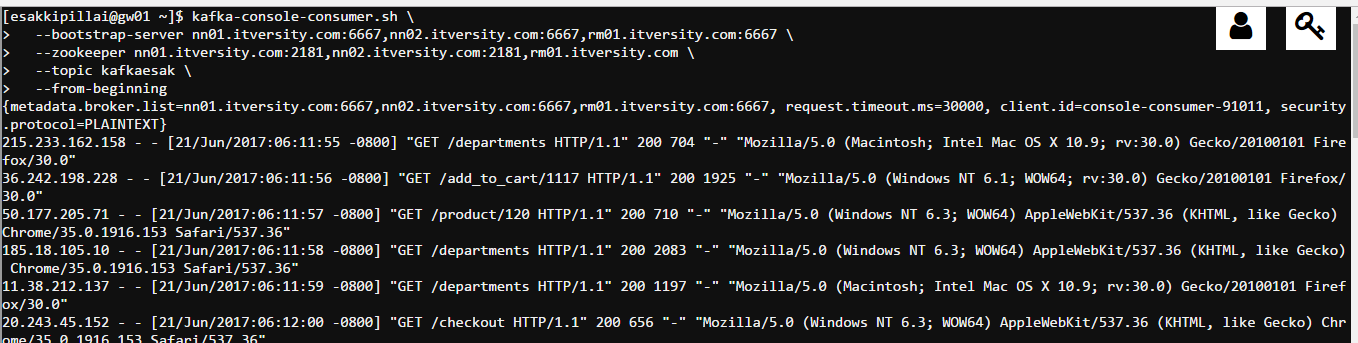 [esakkipillai@gw01 ~]$ kafka-console-consumer.sh \
>   --bootstrap-server nn01.itversity.com:6667,nn02.itversity.com:6667,rm01.itversity.com:6667 \
>   --zookeeper nn01.itversity.com:2181,nn02.itversity.com:2181,rm01.itversity.com \
>   --topic kafkaesak \
>   --from-beginning
{metadata.broker.list=nn01.itversity.com:6667,nn02.itversity.com:6667,rm01.itversity.com:6667, request.timeout.ms=30000, client.id=console-consumer-91011, security
.protocol=PLAINTEXT}
215.233.162.158 - - [21/Jun/2017:06:11:55 -0800] "GET /departments HTTP/1.1" 200 704 "-" "Mozilla/5.0 (Macintosh; Intel Mac OS X 10.9; rv:30.0) Gecko/20100101 Fire
fox/30.0"
36.242.198.228 - - [21/Jun/2017:06:11:56 -0800] "GET /add_to_cart/1117 HTTP/1.1" 200 1925 "-" "Mozilla/5.0 (Windows NT 6.1; WOW64; rv:30.0) Gecko/20100101 Firefox/
30.0"
50.177.205.71 - - [21/Jun/2017:06:11:57 -0800] "GET /product/120 HTTP/1.1" 200 710 "-" "Mozilla/5.0 (Windows NT 6.3; WOW64) AppleWebKit/537.36 (KHTML, like Gecko)
Chrome/35.0.1916.153 Safari/537.36"
185.18.105.10 - - [21/Jun/2017:06:11:58 -0800] "GET /departments HTTP/1.1" 200 2083 "-" "Mozilla/5.0 (Windows NT 6.3; WOW64) AppleWebKit/537.36 (KHTML, like Gecko)
 Chrome/35.0.1916.153 Safari/537.36"
11.38.212.137 - - [21/Jun/2017:06:11:59 -0800] "GET /departments HTTP/1.1" 200 1197 "-" "Mozilla/5.0 (Macintosh; Intel Mac OS X 10.9; rv:30.0) Gecko/20100101 Firef
ox/30.0"
20.243.45.152 - - [21/Jun/2017:06:12:00 -0800] "GET /checkout HTTP/1.1" 200 656 "-" "Mozilla/5.0 (Windows NT 6.3; WOW64) AppleWebKit/537.36 (KHTML, like Gecko) Chr
ome/35.0.1916.153 Safari/537.36"